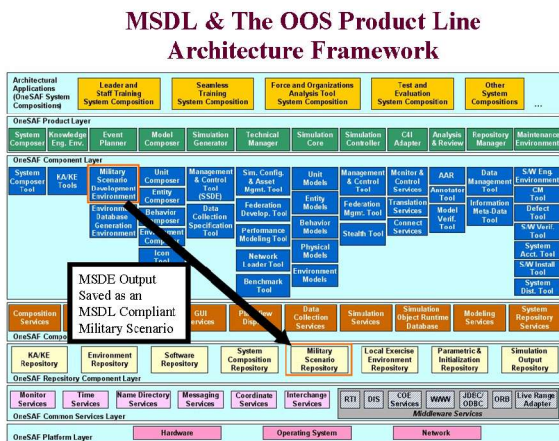 MSDL & The OOS Product Line
Architecture Framework
Architectural
Applications
(OneSAF System
Compositions)
Leader and
Staff Training
System Composition
Seamless
Training
System Composition
Force and Organizations
Analysis Tool
System Composition
Test and
Evaluation System
Composition
Other
System
Compositions
...
OneSAF Product Layer
System
Composer
Knowledge
Eng. Env.
Event
Planner
Model
Composer
Simulation
Generator
Technical
Manager
Simulation
Core
Simulation
Controller
C4I
Adapter
Analysis
& Review
Repository
Manager
Maintenance
Environment
OneSAF Component Layer
System
Composer
Tool
KA/KE
Tools
Military
Scenario
Development
Environment
Environment
Database
Generation
Environment
Unit
Composer
Entity
Composer
Behavior
Composer
Environment
Composer
Icon
Tool
Management
& Control
Tool
(SSDE)
Data
Collection
Specification
Tool
Sim. Config.
& Asset
Mgmt. Tool
Federation
Develop. Tool
Performance
Modeling Tool
Network
Leader Tool
Benchmark
Tool
Unit
Models
Entity
Models
Behavior
Models
Physical
Models
Environment
Models
Management
& Control
Tool
Federation
Mgmr. Tool
Stealth Tool
Monitor &
Control
Services
Translation
Services
Connect
Services
AAR
Annotator
Tool
Model
Verif. Tool
Data
Management
Tool
Information
Meta-Data
Tool
S/W Eng.
Environment
CM
Tool
Defect
Tool
S/W Verif.
Tool
System
Acct. Tool
S/W Install
Tool
System
Dist. Tool
MSDE Output
Saved as an
MSDL Compliant
Military Scenario
Composition
Services
GUI
Services
Data
Collection
Services
Simulation
Services
Simulation
Object Runtime
Database
Modeling
Services
System
Repository
Services
KA/KE
Repository
Environment
Repository
Software
Repository
System
Composition
Repository
Military
Scenario
Repository
Local Exercise
Environment
Repository
Parametric &
Initialization
Repository
Simulation
Output
Repository
OneSAF Repository Component Layer
Monitor
Services
Time
Services
Name Directory
Services
Messaging
Services
Coordinate
Services
Interchange
Services
RTI
DIS
COE
Services
WWW
JDBC/
ODBC
ORB
Live Range
Adapter
Middleware Services
OneSAF Common Services Layer
Hardware
Operating System
Network
OneSAF Platform Layer